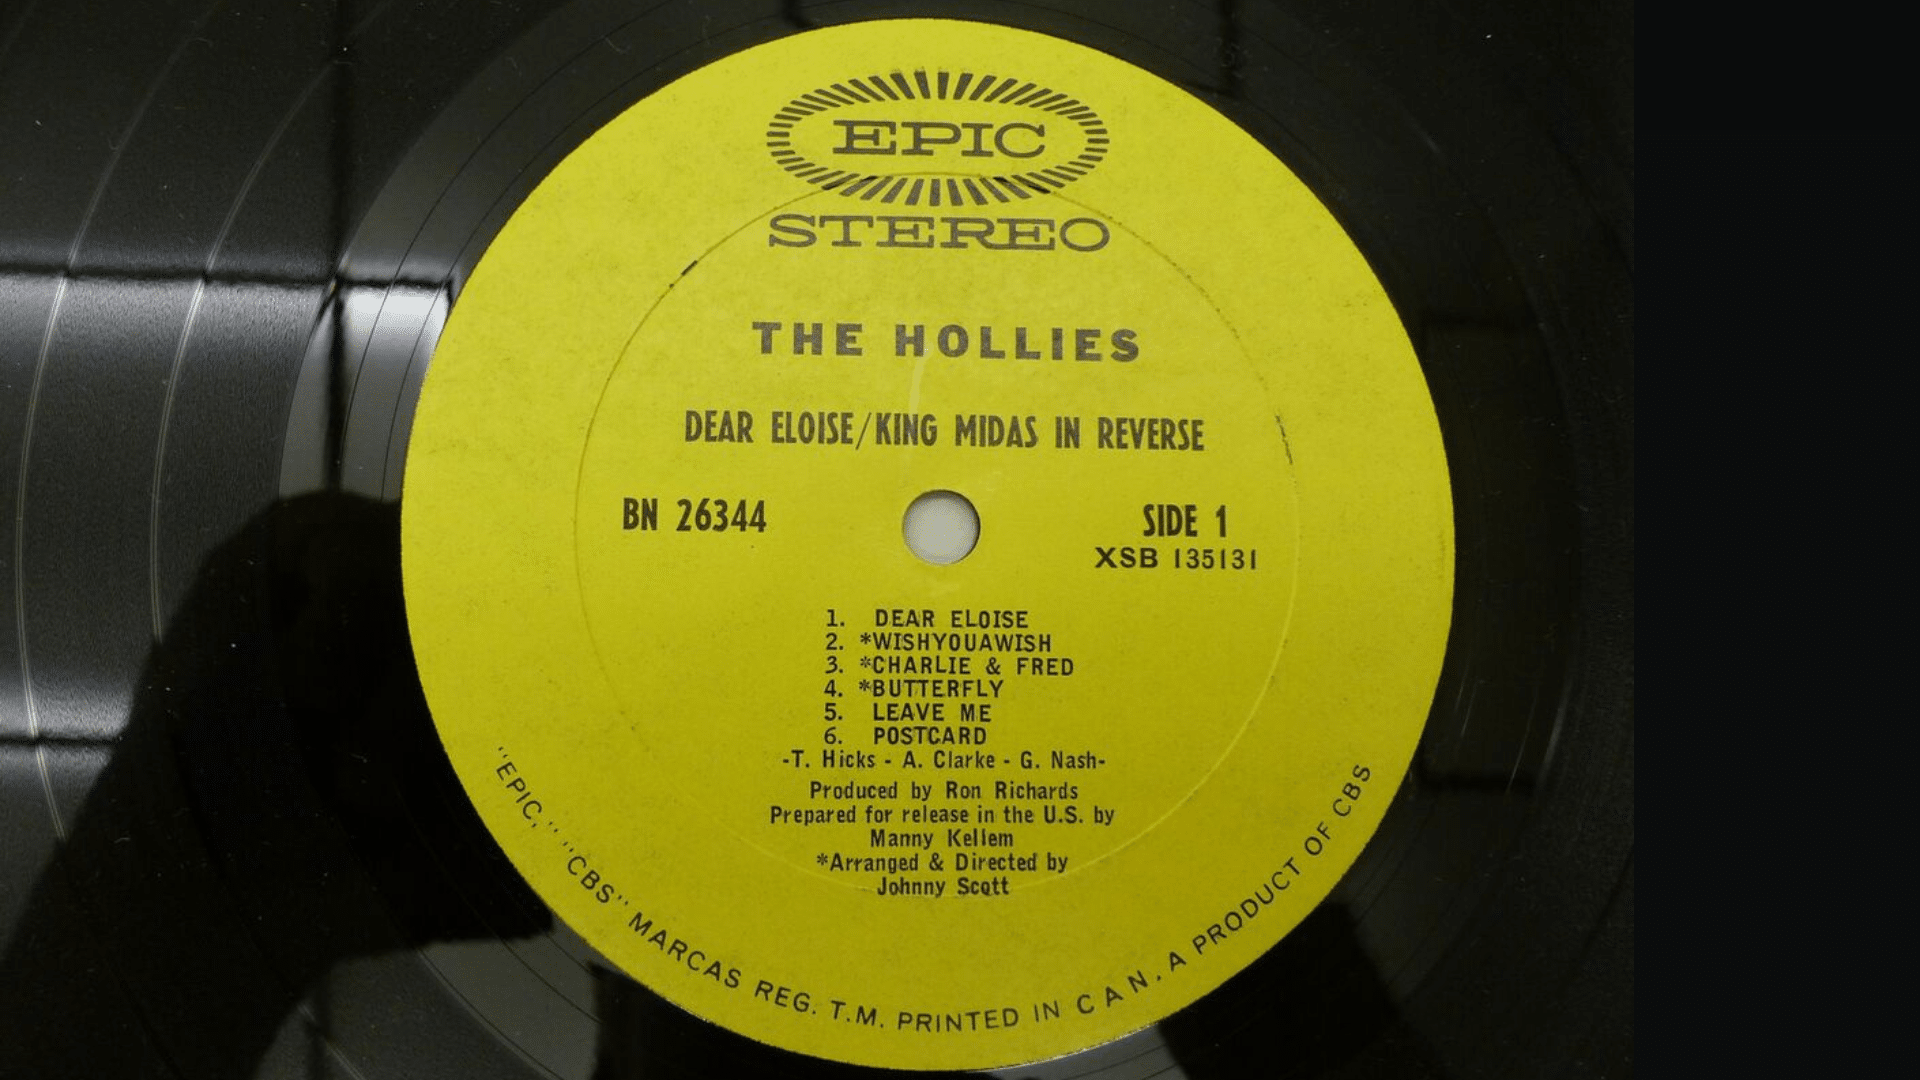 EPIC
STEREO
THE HOLLIES
DEAR ELOISE/KING MIDAS IN REVERSE
BN 26344
SIDE 1
XSB 135131
1. DEAR ELOISE
2. *WISHYOUAWISH
3. *CHARLIE & FRED
4. *BUTTERFLY
5. LEAVE ME
6. POSTCARD
-T. Hicks - A. Clarke - G. Nash-
Produced by Ron Richards
Prepared for release in the U.S. by
Manny Kellem
*Arranged & Directed by
Johnny Scott
"EPIC," "CBS" MARCAS REG. T.M. PRINTED IN CAN. A PRODUCT OF CBS